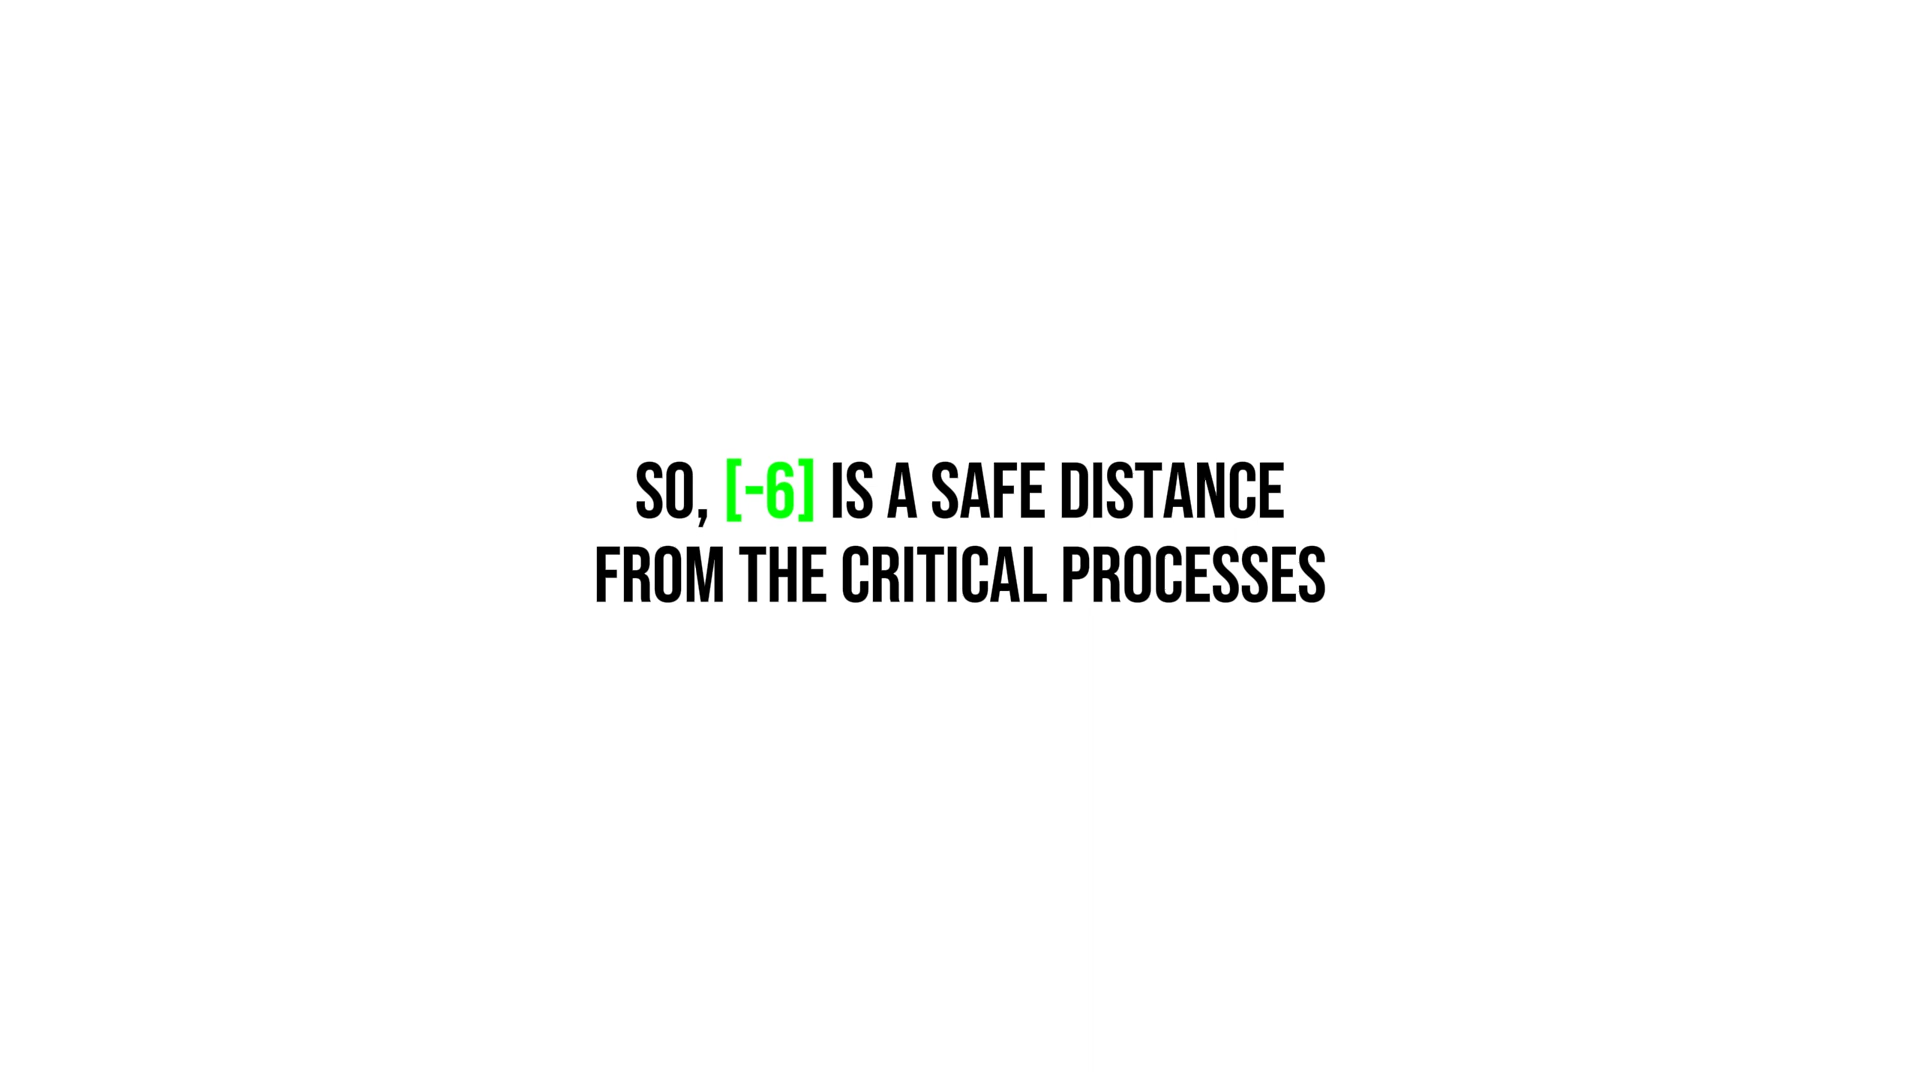 SO, [-6] IS A SAFE DISTANCE
FROM THE CRITICAL PROCESSES